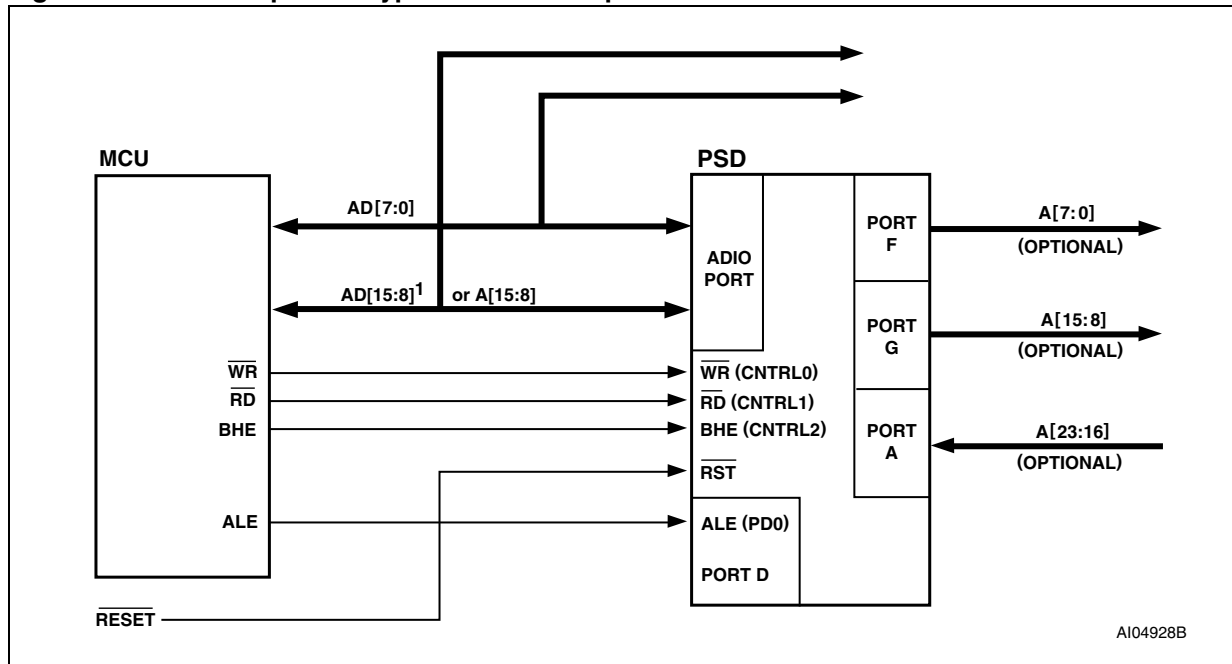 MCU
PSD
AD[7:0]
PORT F
A[7:0]
(OPTIONAL)
ADIO PORT
AD[15:8]1 or A[15:8]
PORT G
A[15:8]
(OPTIONAL)
WR
WR (CNTRL0)
RD
RD (CNTRL1)
BHE
BHE (CNTRL2)
PORT A
A[23:16]
(OPTIONAL)
RST
ALE
ALE (PD0)
PORT D
RESET
AI04928B